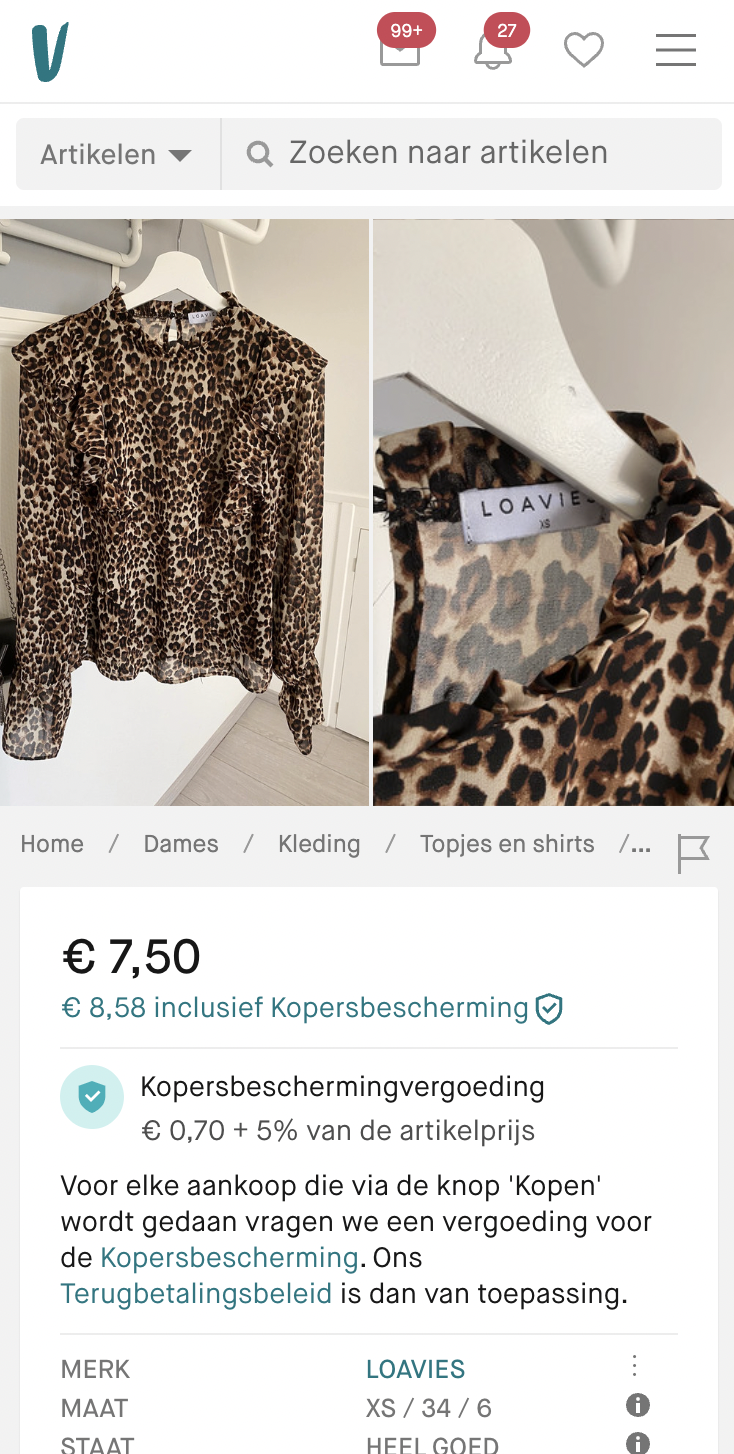 V
99+
27
Artikelen
Zoeken naar artikelen
LOAVIES
XS
Home / Dames / Kleding / Topjes en shirts /...
€ 7,50
€ 8,58 inclusief Kopersbescherming
Kopersbeschermingvergoeding
€ 0,70 + 5% van de artikelprijs
Voor elke aankoop die via de knop 'Kopen'
wordt gedaan vragen we een vergoeding voor
de Kopersbescherming. Ons
Terugbetalingsbeleid is dan van toepassing.
MERK LOAVIES
MAAT XS / 34 / 6
STAAT HEEL GOED